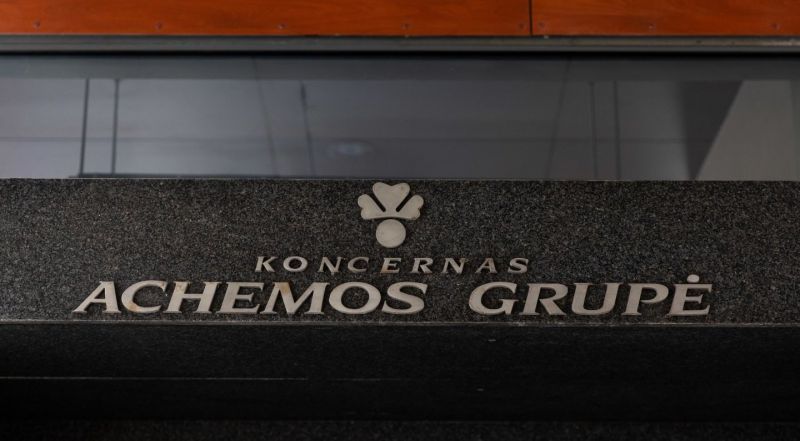 KONCERNAS
ACHEMOS GRUPĖ